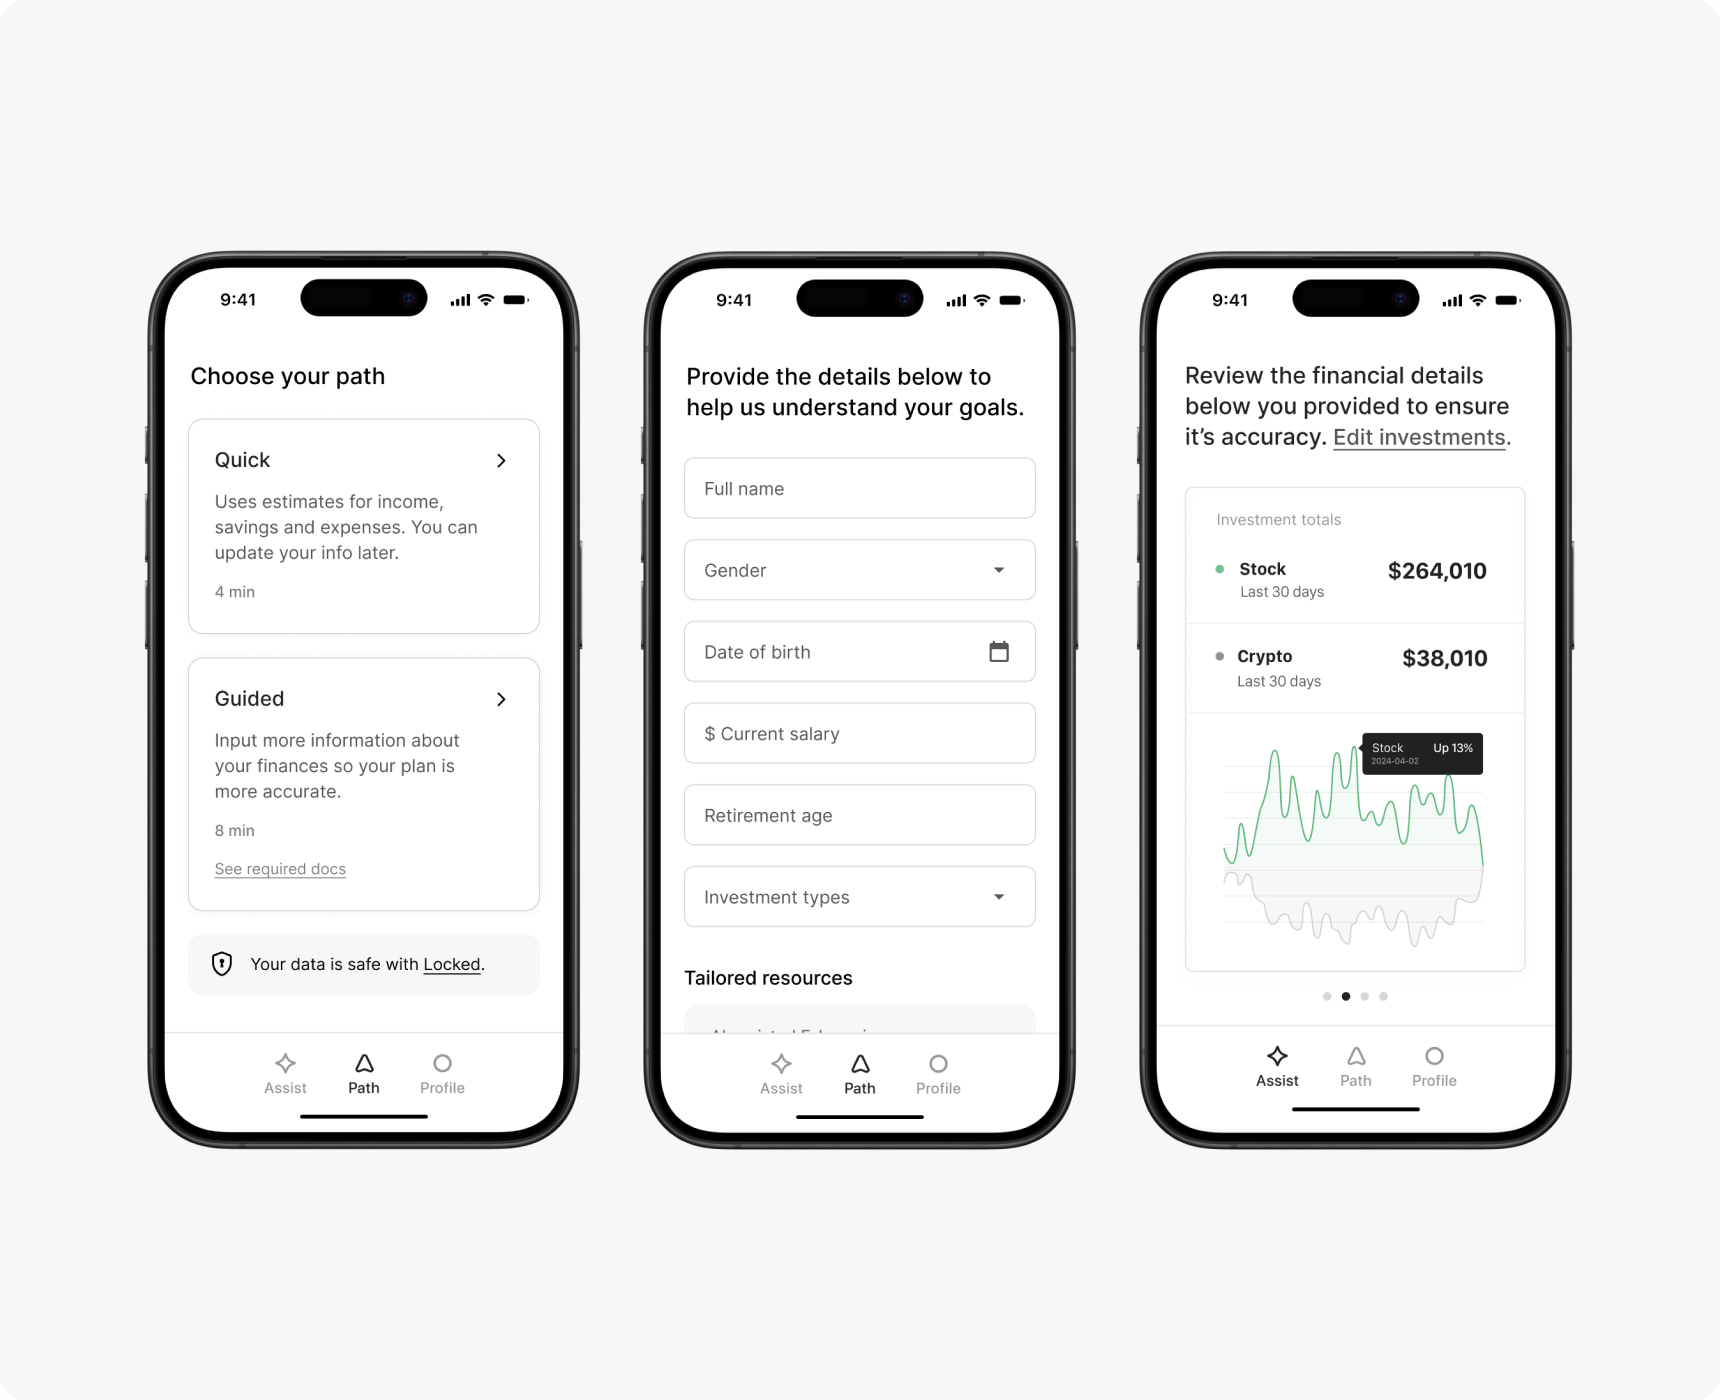 9:41
Choose your path
Quick
Uses estimates for income,
savings and expenses. You can
update your info later.
4 min
Guided
Input more information about
your finances so your plan is
more accurate.
8 min
See required docs
Your data is safe with Locked.
Assist
Path
Profile
9:41
Provide the details below to
help us understand your goals.
Full name
Gender
Date of birth
$ Current salary
Retirement age
Investment types
Tailored resources
Assist
Path
Profile
9:41
Review the financial details
below you provided to ensure
it’s accuracy. Edit investments.
Investment totals
Stock
$264,010
Last 30 days
Crypto
$38,010
Last 30 days
Stock Up 13%
2024-04-02
Assist
Path
Profile